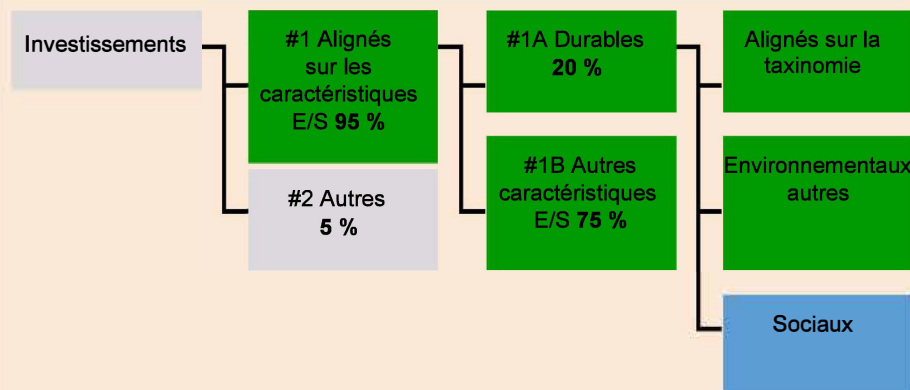 Investissements
#1 Alignés
sur les
caractéristiques
E/S 95 %
#2 Autres
5 %
#1A Durables
20 %
#1B Autres
caractéristiques
E/S 75 %
Alignés sur la
taxinomie
Environnementaux
autres
Sociaux